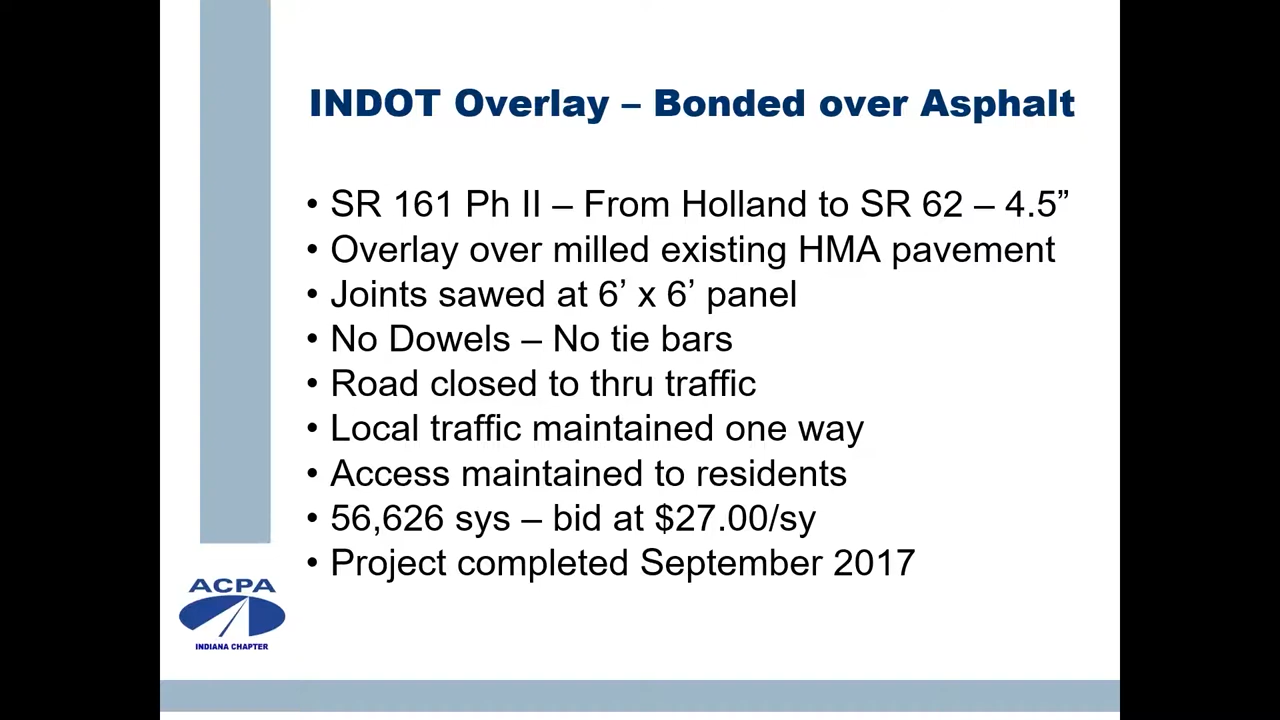 INDOT Overlay – Bonded over Asphalt
• SR 161 Ph II – From Holland to SR 62 – 4.5”
• Overlay over milled existing HMA pavement
• Joints sawed at 6’ x 6’ panel
• No Dowels – No tie bars
• Road closed to thru traffic
• Local traffic maintained one way
• Access maintained to residents
• 56,626 sys – bid at $27.00/sy
• Project completed September 2017
ACPA
INDIANA CHAPTER